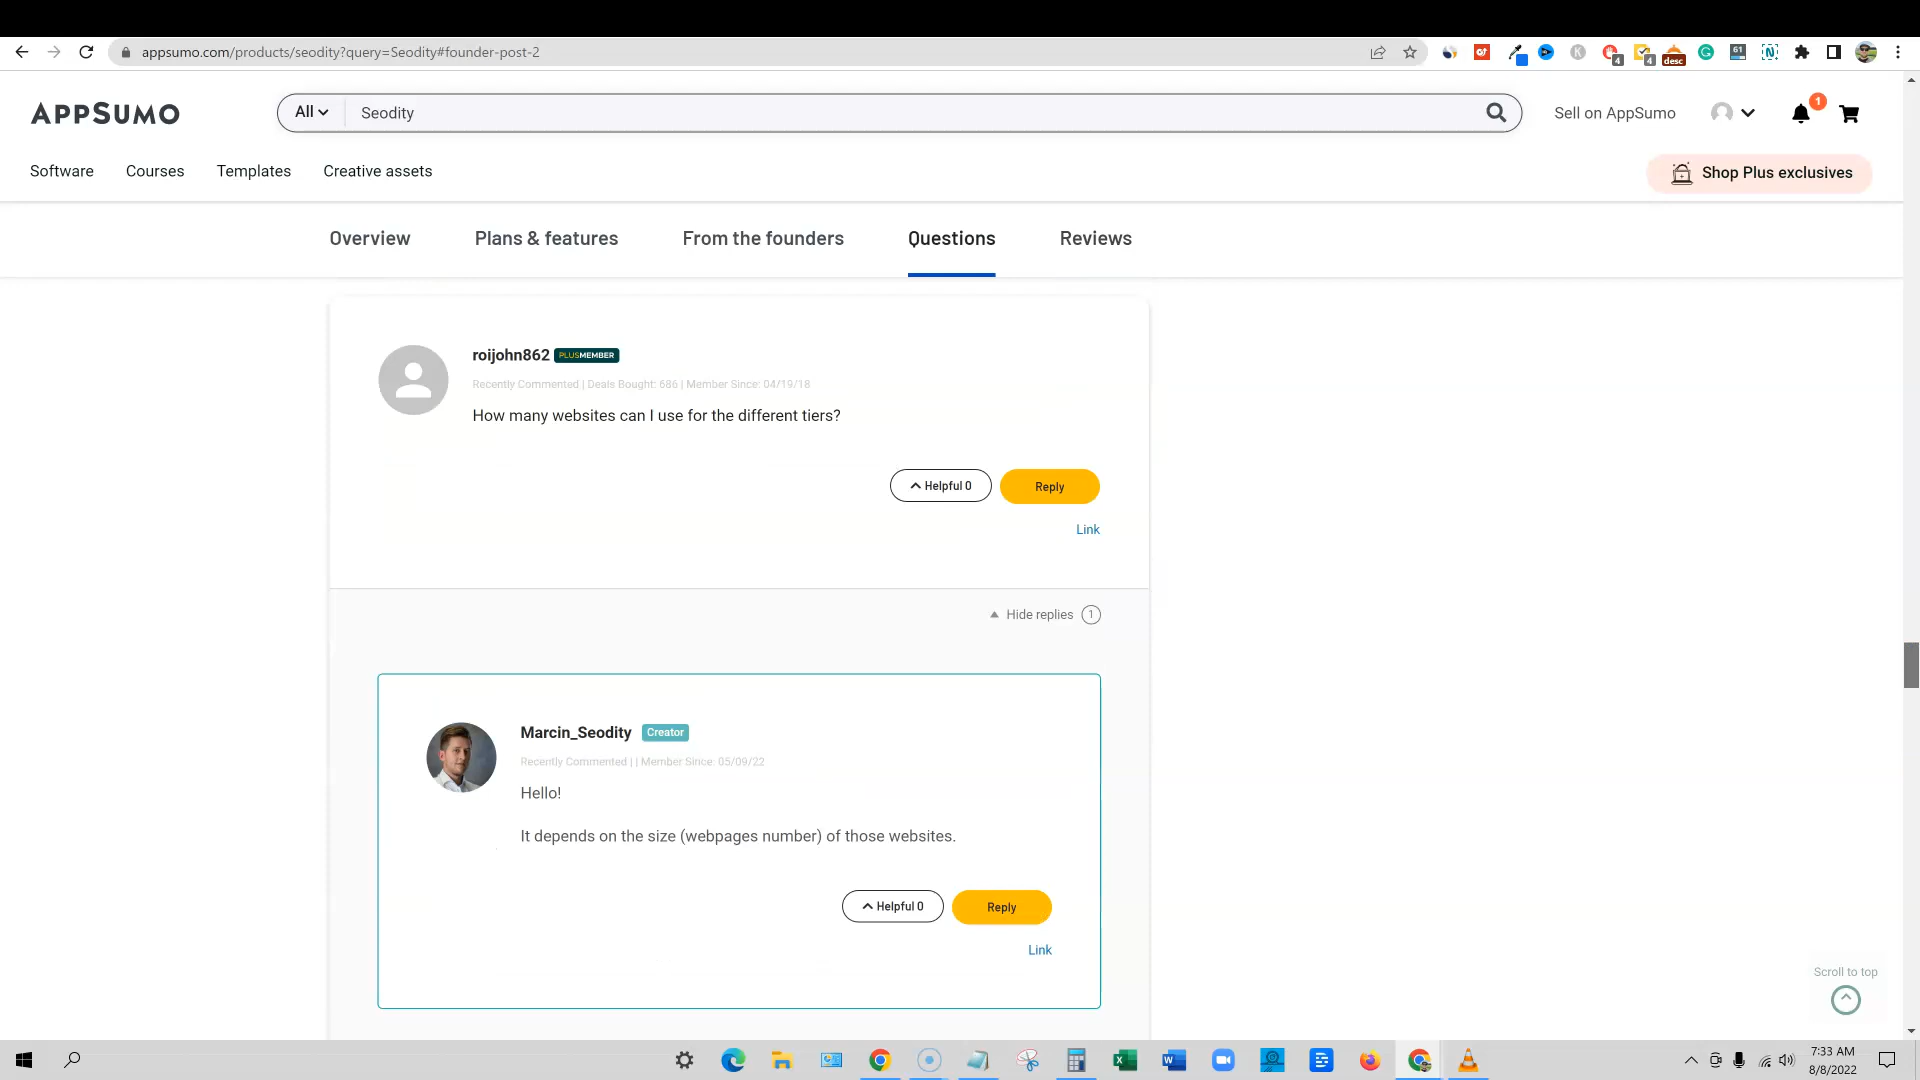 appsumo.com/products/seodity?query=Seodity#founder-post-2
4
4
desc
61
APPSUMO
All
Seodity
Sell on AppSumo
1
Software
Courses
Templates
Creative assets
Shop Plus exclusives
Overview
Plans & features
From the founders
Questions
Reviews
roijohn862 PLUSMEMBER
Recently Commented | Deals Bought: 686 | Member Since: 04/19/18
How many websites can I use for the different tiers?
Helpful 0
Reply
Link
Hide replies 1
Marcin_Seodity Creator
Recently Commented | | Member Since: 05/09/22
Hello!
It depends on the size (webpages number) of those websites.
Helpful 0
Reply
Link
Scroll to top
7:33 AM
8/8/2022